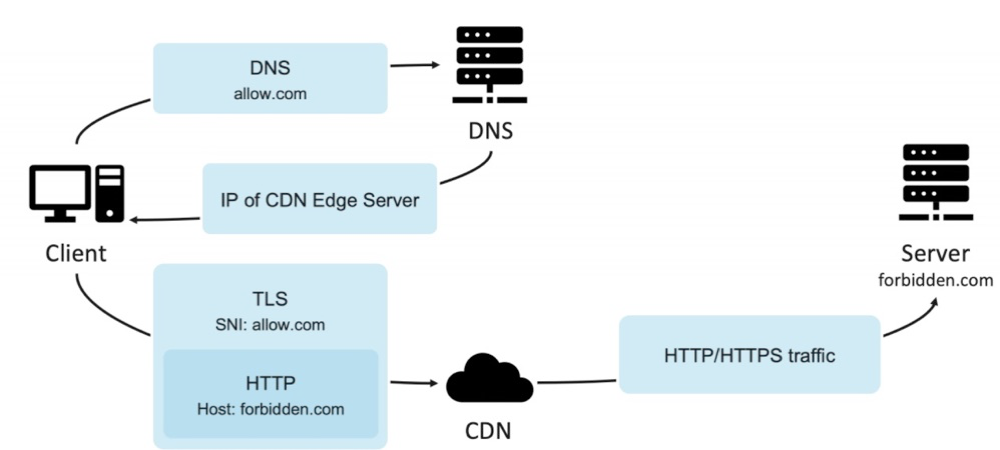 DNS
allow.com
DNS
IP of CDN Edge Server
Client
Server
forbidden.com
TLS
SNI: allow.com
HTTP
Host: forbidden.com
CDN
HTTP/HTTPS traffic